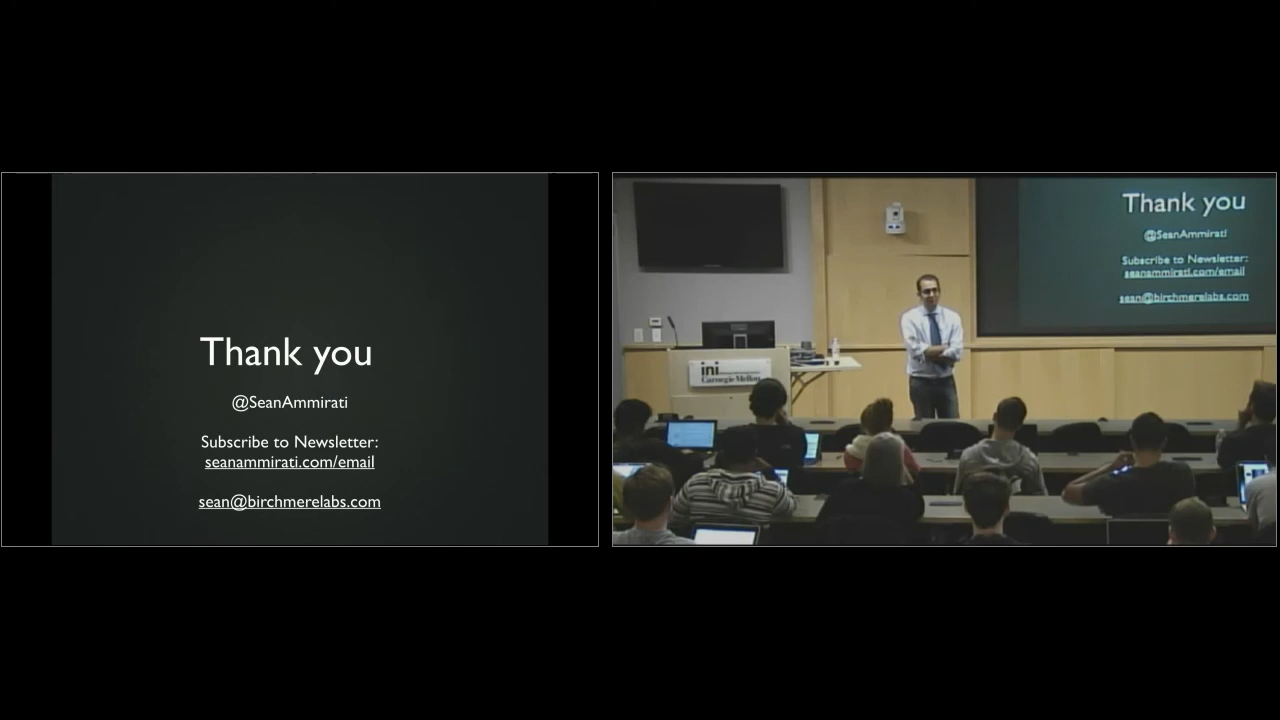 Thank you
@SeanAmmirati
Subscribe to Newsletter:
seanammirati.com/email
sean@birchmerelabs.com
Thank you
@SeanAmmirati
Subscribe to Newsletter:
seanammirati.com/email
sean@birchmerelabs.com
ini
Carnegie Mellon